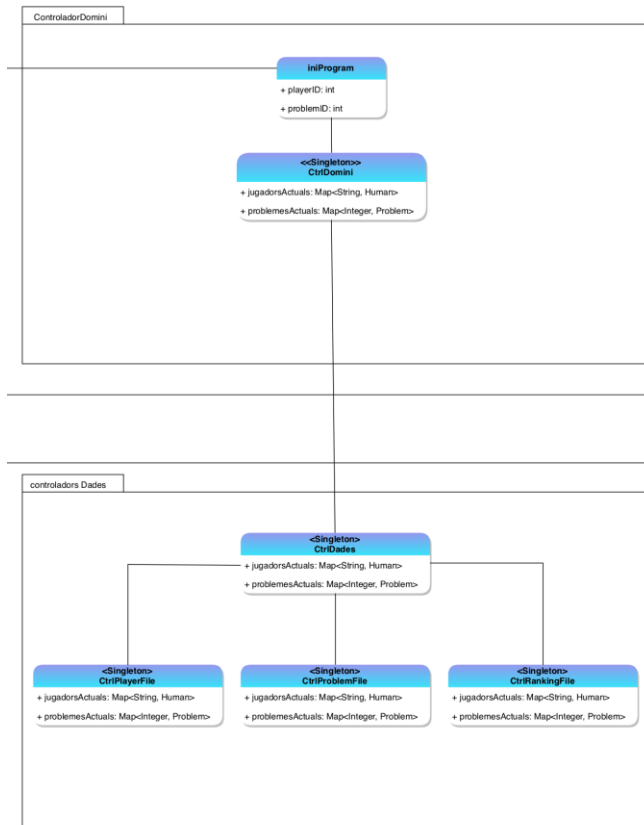 ControladorDomini
iniProgram
+ playerID: int
+ problemID: int
<<Singleton>>
CtrlDomini
+ jugadorsActuals: Map<String, Human>
+ problemesActuals: Map<Integer, Problem>
controladors Dades
<Singleton>
CtrlDades
+ jugadorsActuals: Map<String, Human>
+ problemesActuals: Map<Integer, Problem>
<Singleton>
CtrlPlayerFile
+ jugadorsActuals: Map<String, Human>
+ problemesActuals: Map<Integer, Problem>
<Singleton>
CtrlProblemFile
+ jugadorsActuals: Map<String, Human>
+ problemesActuals: Map<Integer, Problem>
<Singleton>
CtrlRankingFile
+ jugadorsActuals: Map<String, Human>
+ problemesActuals: Map<Integer, Problem>